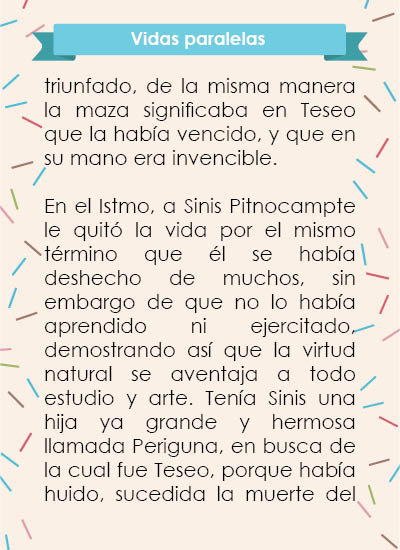 Vidas paralelas
triunfado, de la misma manera
la maza significaba en Teseo
que la había vencido, y que en
su mano era invencible.
En el Istmo, a Sinis Pitnocampte
le quitó la vida por el mismo
término que él se había
deshecho de muchos, sin
embargo de que no lo había
aprendido ni ejercitado,
demostrando así que la virtud
natural se aventaja a todo
estudio y arte. Tenía Sinis una
hija ya grande y hermosa
llamada Periguna, en busca de
la cual fue Teseo, porque había
huido, sucedida la muerte del